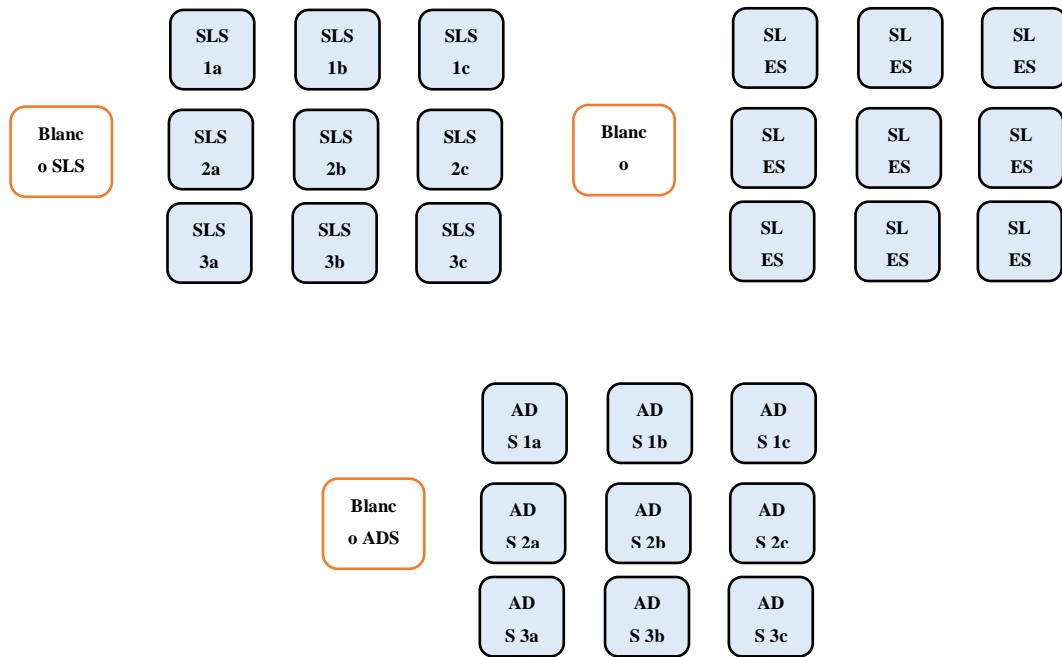 Blanc
o SLS
SLS
1a
SLS
1b
SLS
1c
SLS
2a
SLS
2b
SLS
2c
SLS
3a
SLS
3b
SLS
3c
Blanc
o
SL
ES
SL
ES
SL
ES
SL
ES
SL
ES
SL
ES
SL
ES
SL
ES
SL
ES
Blanc
o ADS
AD
S 1a
AD
S 1b
AD
S 1c
AD
S 2a
AD
S 2b
AD
S 2c
AD
S 3a
AD
S 3b
AD
S 3c